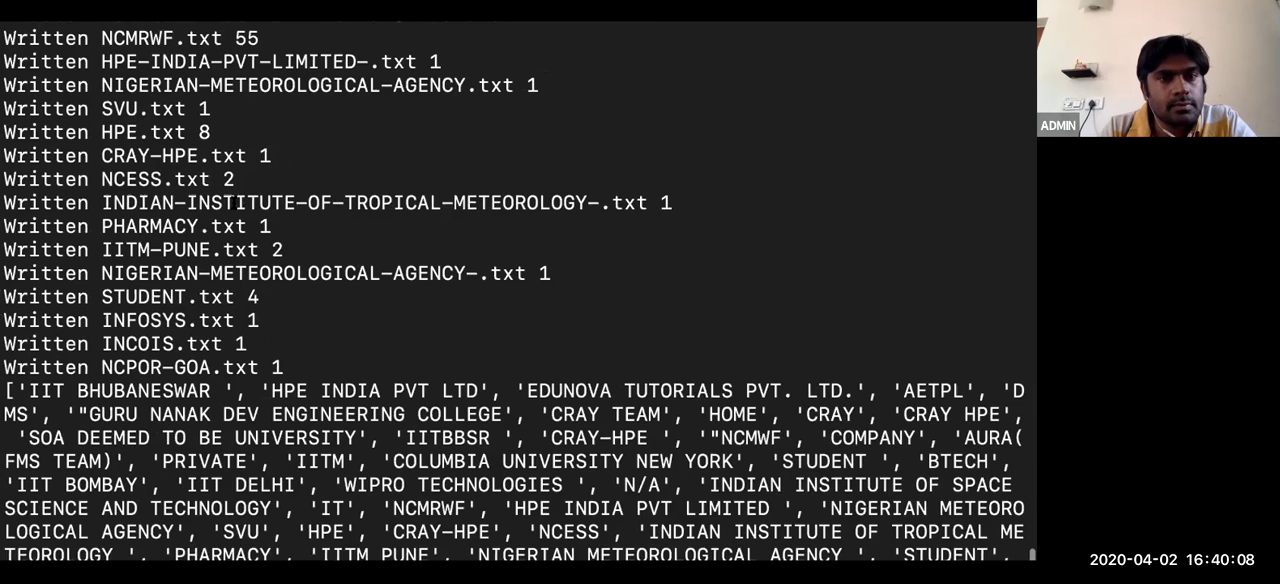 Written NCMRWF.txt 55
Written HPE-INDIA-PVT-LIMITED-.txt 1
Written NIGERIAN-METEOROLOGICAL-AGENCY.txt 1
Written SVU.txt 1
Written HPE.txt 8
Written CRAY-HPE.txt 1
Written NCESS.txt 2
Written INDIAN-INSTITUTE-OF-TROPICAL-METEOROLOGY-.txt 1
Written PHARMACY.txt 1
Written IITM-PUNE.txt 2
Written NIGERIAN-METEOROLOGICAL-AGENCY-.txt 1
Written STUDENT.txt 4
Written INFOSYS.txt 1
Written INCOIS.txt 1
Written NCPOR-GOA.txt 1
['IIT BHUBANESWAR ', 'HPE INDIA PVT LTD', 'EDUNOVA TUTORIALS PVT. LTD.', 'AETPL', 'D
MS', '"GURU NANAK DEV ENGINEERING COLLEGE', 'CRAY TEAM', 'HOME', 'CRAY', 'CRAY HPE',
 'SOA DEEMED TO BE UNIVERSITY', 'IITBBSR ', 'CRAY-HPE ', '"NCMWF', 'COMPANY', 'AURA(
FMS TEAM)', 'PRIVATE', 'IITM', 'COLUMBIA UNIVERSITY NEW YORK', 'STUDENT ', 'BTECH',
'IIT BOMBAY', 'IIT DELHI', 'WIPRO TECHNOLOGIES ', 'N/A', 'INDIAN INSTITUTE OF SPACE
SCIENCE AND TECHNOLOGY', 'IT', 'NCMRWF', 'HPE INDIA PVT LIMITED ', 'NIGERIAN METEORO
LOGICAL AGENCY', 'SVU', 'HPE', 'CRAY-HPE', 'NCESS', 'INDIAN INSTITUTE OF TROPICAL ME
TEOROLOGY ', 'PHARMACY', 'IITM PUNE', 'NIGERIAN METEOROLOGICAL AGENCY ', 'STUDENT',
ADMIN
2020-04-02 16:40:08